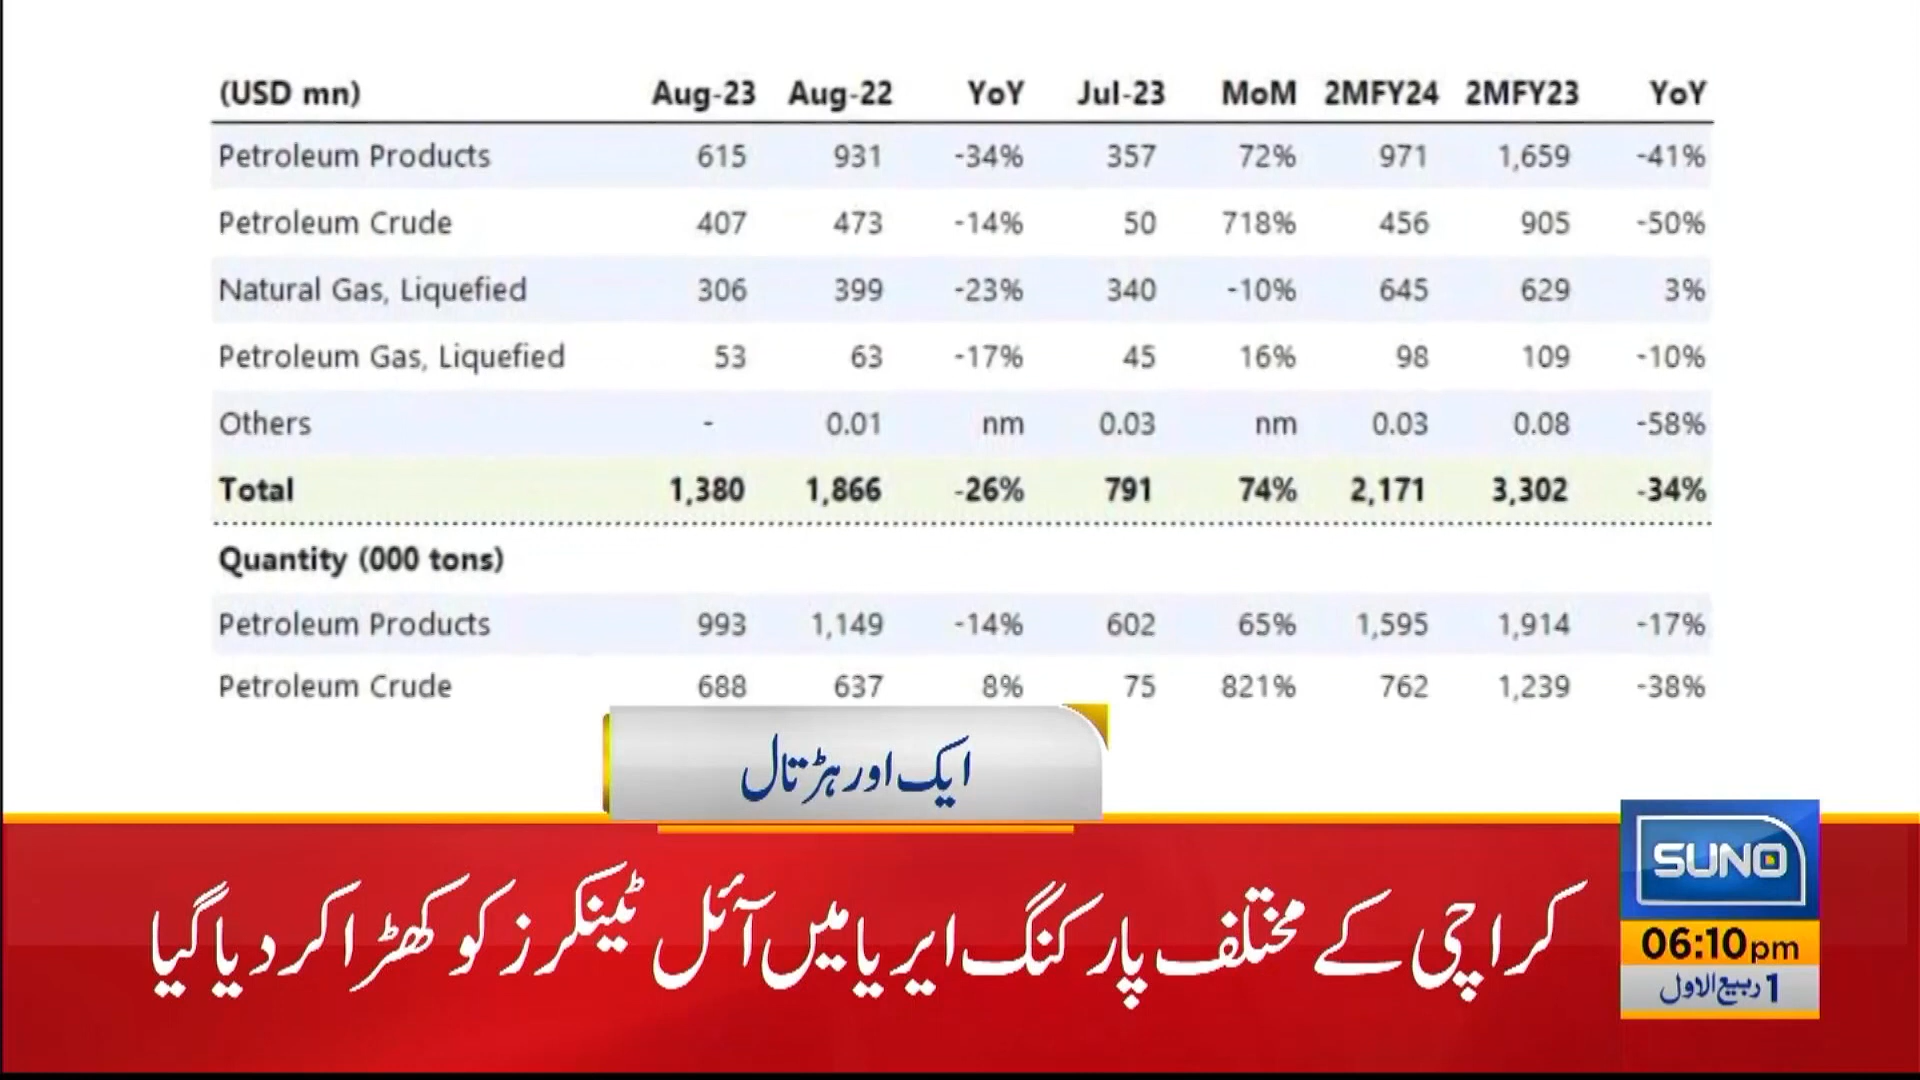 (USD mn) Aug-23 Aug-22 YoY Jul-23 MoM 2MFY24 2MFY23 YoY
Petroleum Products 615 931 -34% 357 72% 971 1,659 -41%
Petroleum Crude 407 473 -14% 50 718% 456 905 -50%
Natural Gas, Liquefied 306 399 -23% 340 -10% 645 629 3%
Petroleum Gas, Liquefied 53 63 -17% 45 16% 98 109 -10%
Others - 0.01 nm 0.03 nm 0.03 0.08 -58%
Total 1,380 1,866 -26% 791 74% 2,171 3,302 -34%
Quantity (000 tons)
Petroleum Products 993 1,149 -14% 602 65% 1,595 1,914 -17%
Petroleum Crude 688 637 8% 75 821% 762 1,239 -38%
ایک اور ہڑتال
کراچی کے مختلف پارکنگ ایریا میں آئل ٹینکرز کو کھڑا کر دیا گیا
SUNO
06:10pm
1 ربیع الاول